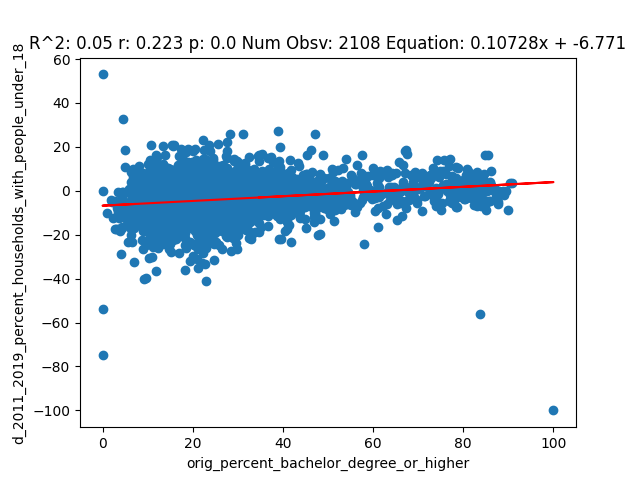 R^2: 0.05 r: 0.223 p: 0.0 Num Obsv: 2108 Equation: 0.10728x + -6.771
d_2011_2019_percent_households_with_people_under_18
60
40
20
0
−20
−40
−60
−80
−100
0 20 40 60 80 100
orig_percent_bachelor_degree_or_higher